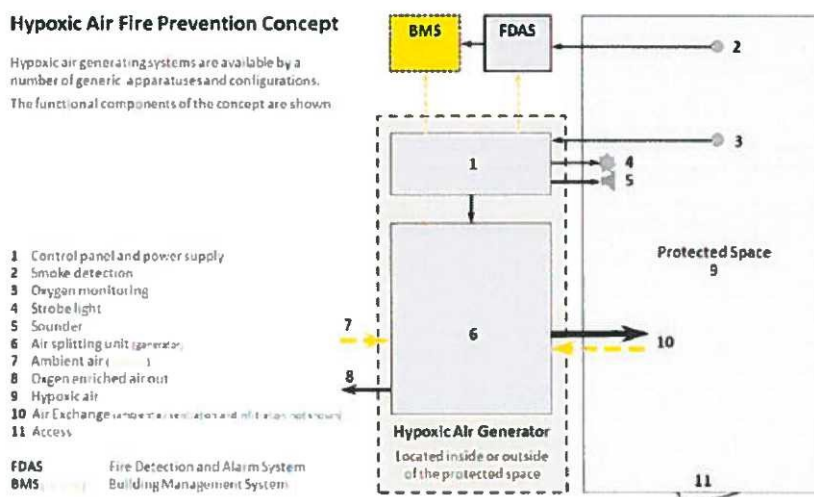 Hypoxic Air Fire Prevention Concept
Hypoxic air generating systems are available by a
number of generic apparatuses and configurations.
The functional components of the concept are shown
BMS
FDAS
2
3
1
4
5
Protected Space
9
6
7
10
8
Hypoxic Air Generator
Located inside or outside
of the protected space
11
1 Control panel and power supply
2 Smoke detection
3 Oxygen monitoring
4 Strobe light
5 Sounder
6 Air splitting unit (generator)
7 Ambient air
8 Oxgen enriched air out
9 Hypoxic air
10 Air Exchange
11 Access
FDAS Fire Detection and Alarm System
BMS Building Management System